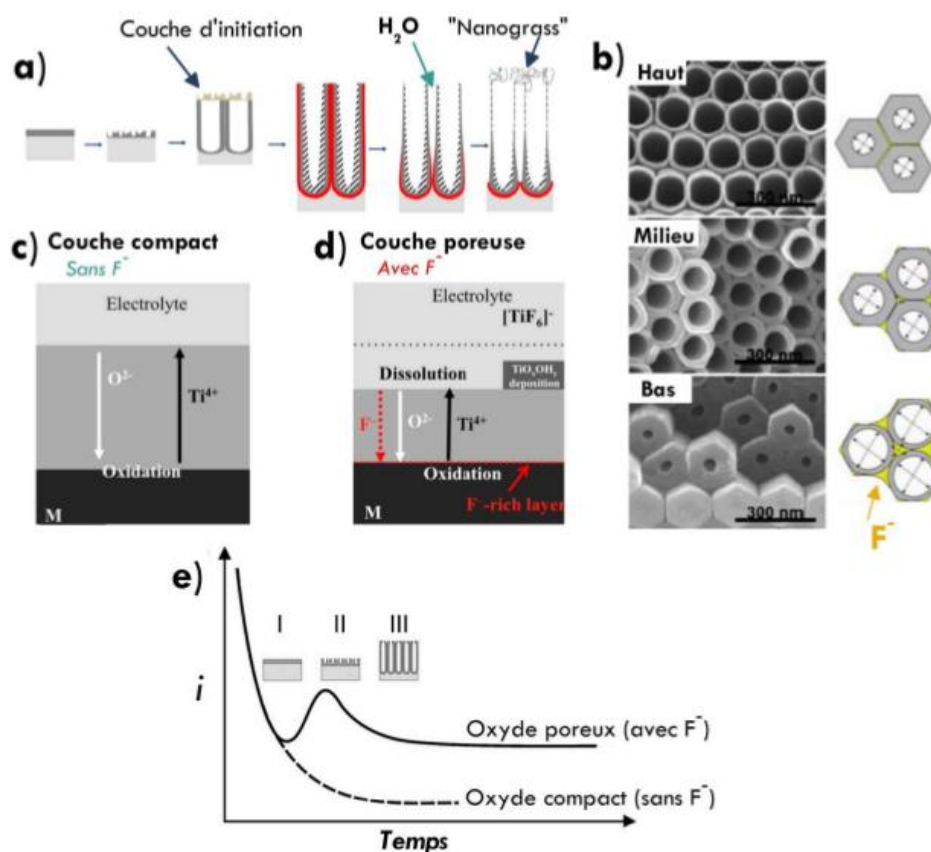 Couche d'initiation
H₂O
"Nanograss"
a)
b)
Haut
300 nm
Milieu
300 nm
Bas
300 nm
F⁻
c) Couche compact
Sans F⁻
Electrolyte
O²⁻
Ti⁴⁺
Oxidation
M
d) Couche poreuse
Avec F⁻
Electrolyte
[TiF₆]⁻
Dissolution
TiOₓOHᵧ
deposition
F⁻
O²⁻
Ti⁴⁺
Oxidation
M
F⁻-rich layer
e)
I
II
III
i
Oxyde poreux (avec F⁻)
Oxyde compact (sans F⁻)
Temps